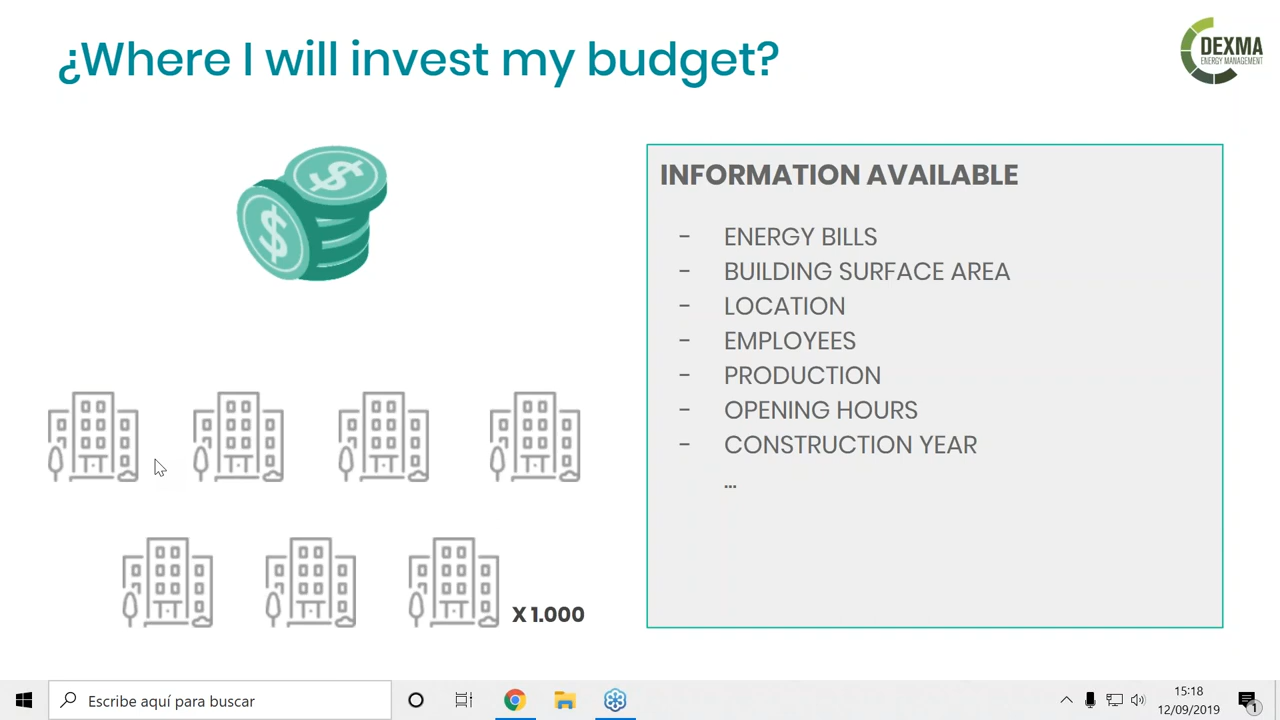 ¿Where I will invest my budget?
DEXMA
ENERGY MANAGEMENT
INFORMATION AVAILABLE
- ENERGY BILLS
- BUILDING SURFACE AREA
- LOCATION
- EMPLOYEES
- PRODUCTION
- OPENING HOURS
- CONSTRUCTION YEAR
...
$
$
X 1.000
Escribe aquí para buscar
15:18
12/09/2019
1